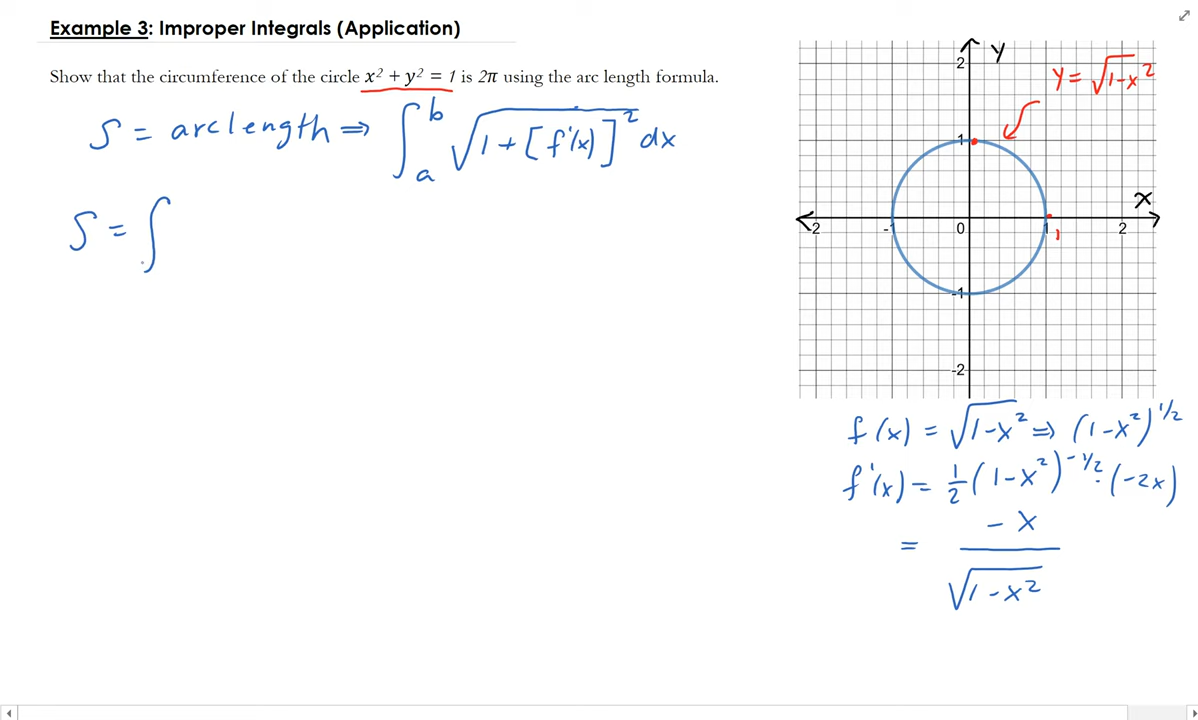 Example 3: Improper Integrals (Application)
Show that the circumference of the circle x² + y² = 1 is 2π using the arc length formula.
S = arclength ⇒ ∫ₐᵇ √(1+[f'(x)]²) dx
S = ∫
y
y = √(1-x²)
2
1
x
-2
-1
0
1
1
2
-1
-2
f(x) = √(1-x²) ⇒ (1-x²)^1/2
f'(x) = 1/2 (1-x²)^-1/2 · (-2x)
= -x / √(1-x²)